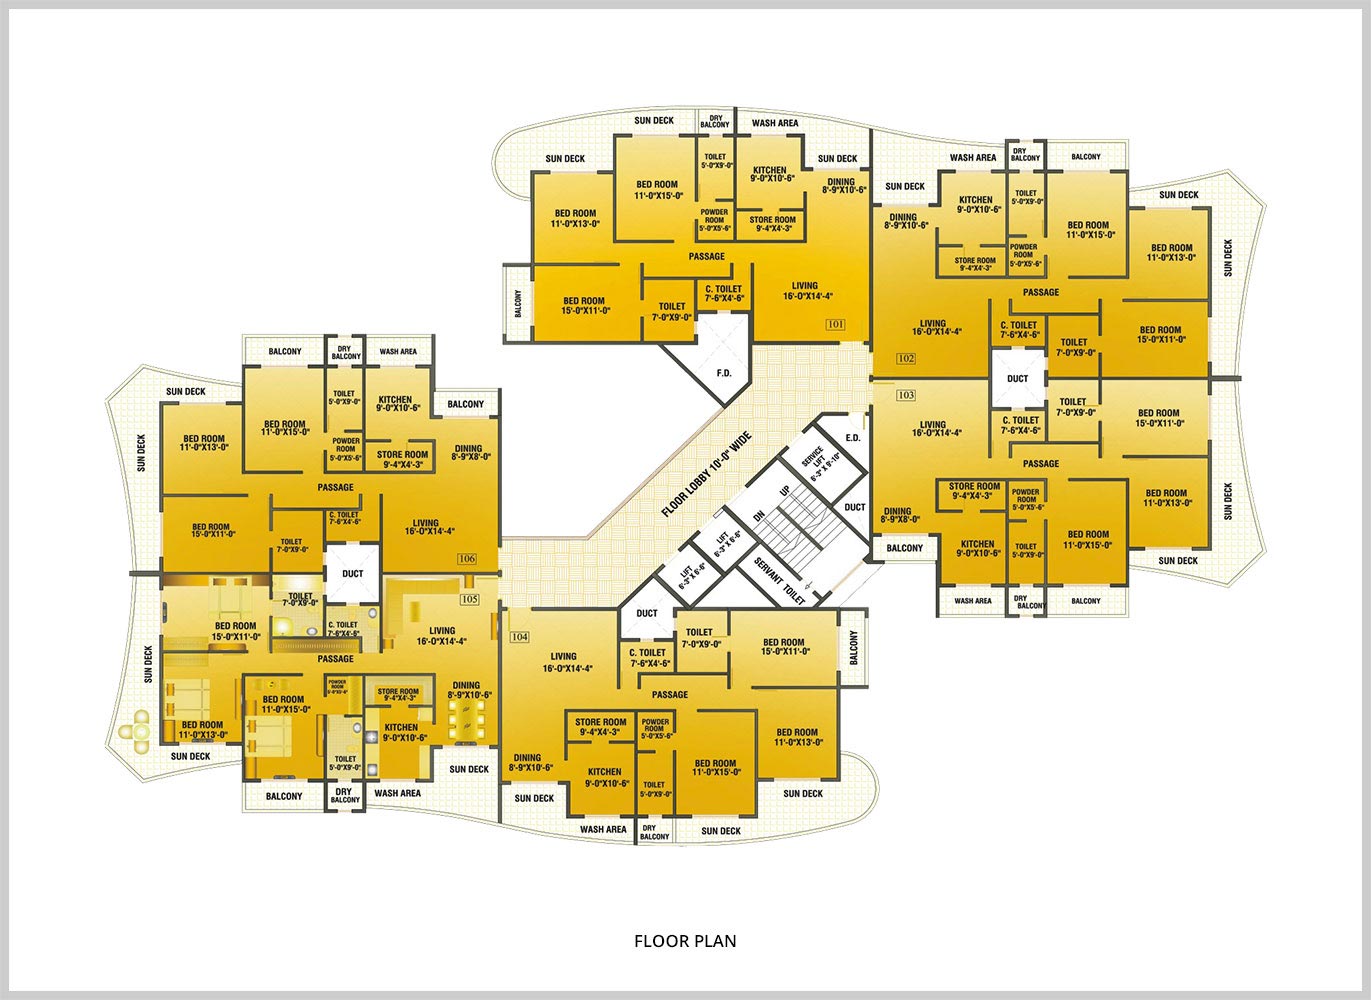 SUN DECK
DRY
BALCONY
WASH AREA
SUN DECK
BED ROOM
11'-0"X15'-0"
TOILET
5'-0"X9'-0"
KITCHEN
9'-0"X10'-6"
SUN DECK
DINING
8'-9"X10'-6"
BED ROOM
11'-0"X13'-0"
POWDER
ROOM
5'-0"X5'-6"
STORE ROOM
9'-4"X4'-3"
PASSAGE
BALCONY
BED ROOM
15'-0"X11'-0"
TOILET
7'-0"X9'-0"
C. TOILET
7'-6"X4'-6"
LIVING
16'-0"X14'-4"
101
F.D.
WASH AREA
DRY
BALCONY
BALCONY
SUN DECK
KITCHEN
9'-0"X10'-6"
TOILET
5'-0"X9'-0"
SUN DECK
DINING
8'-9"X10'-6"
BED ROOM
11'-0"X15'-0"
BED ROOM
11'-0"X13'-0"
SUN DECK
STORE ROOM
9'-4"X4'-3"
POWDER
ROOM
5'-0"X5'-6"
PASSAGE
LIVING
16'-0"X14'-4"
C. TOILET
7'-6"X4'-6"
TOILET
7'-0"X9'-0"
BED ROOM
15'-0"X11'-0"
102
DUCT
103
LIVING
16'-0"X14'-4"
C. TOILET
7'-6"X4'-6"
TOILET
7'-0"X9'-0"
BED ROOM
15'-0"X11'-0"
PASSAGE
STORE ROOM
9'-4"X4'-3"
POWDER
ROOM
5'-0"X5'-6"
BED ROOM
11'-0"X13'-0"
SUN DECK
DINING
8'-9"X8'-0"
BALCONY
KITCHEN
9'-0"X10'-6"
TOILET
5'-0"X9'-0"
BED ROOM
11'-0"X15'-0"
SUN DECK
WASH AREA
DRY
BALCONY
BALCONY
FLOOR LOBBY 10'-0" WIDE
E.D.
SERVICE
LIFT
6'-3" X 9'-10"
DUCT
UP
DN
LIFT
6'-3" X 6'-6"
LIFT
6'-3" X 6'-6"
SERVANT TOILET
DUCT
BALCONY
DRY
BALCONY
WASH AREA
SUN DECK
BED ROOM
11'-0"X15'-0"
TOILET
5'-0"X9'-0"
KITCHEN
9'-0"X10'-6"
BALCONY
SUN DECK
BED ROOM
11'-0"X13'-0"
POWDER
ROOM
5'-0"X5'-6"
STORE ROOM
9'-4"X4'-3"
DINING
8'-9"X8'-0"
PASSAGE
BED ROOM
15'-0"X11'-0"
TOILET
7'-0"X9'-0"
C. TOILET
7'-6"X4'-6"
LIVING
16'-0"X14'-4"
106
DUCT
105
TOILET
7'-0"X9'-0"
BED ROOM
15'-0"X11'-0"
C. TOILET
7'-6"X4'-6"
LIVING
16'-0"X14'-4"
SUN DECK
PASSAGE
BED ROOM
11'-0"X13'-0"
BED ROOM
11'-0"X15'-0"
POWDER
ROOM
STORE ROOM
9'-4"X4'-3"
DINING
8'-9"X10'-6"
KITCHEN
9'-0"X10'-6"
SUN DECK
TOILET
5'-0"X9'-0"
SUN DECK
BALCONY
DRY
BALCONY
WASH AREA
104
LIVING
16'-0"X14'-4"
C. TOILET
7'-6"X4'-6"
TOILET
7'-0"X9'-0"
BED ROOM
15'-0"X11'-0"
BALCONY
PASSAGE
STORE ROOM
9'-4"X4'-3"
POWDER
ROOM
5'-0"X5'-6"
BED ROOM
11'-0"X13'-0"
DINING
8'-9"X10'-6"
KITCHEN
9'-0"X10'-6"
TOILET
5'-0"X9'-0"
BED ROOM
11'-0"X15'-0"
SUN DECK
SUN DECK
WASH AREA
DRY
BALCONY
SUN DECK
FLOOR PLAN